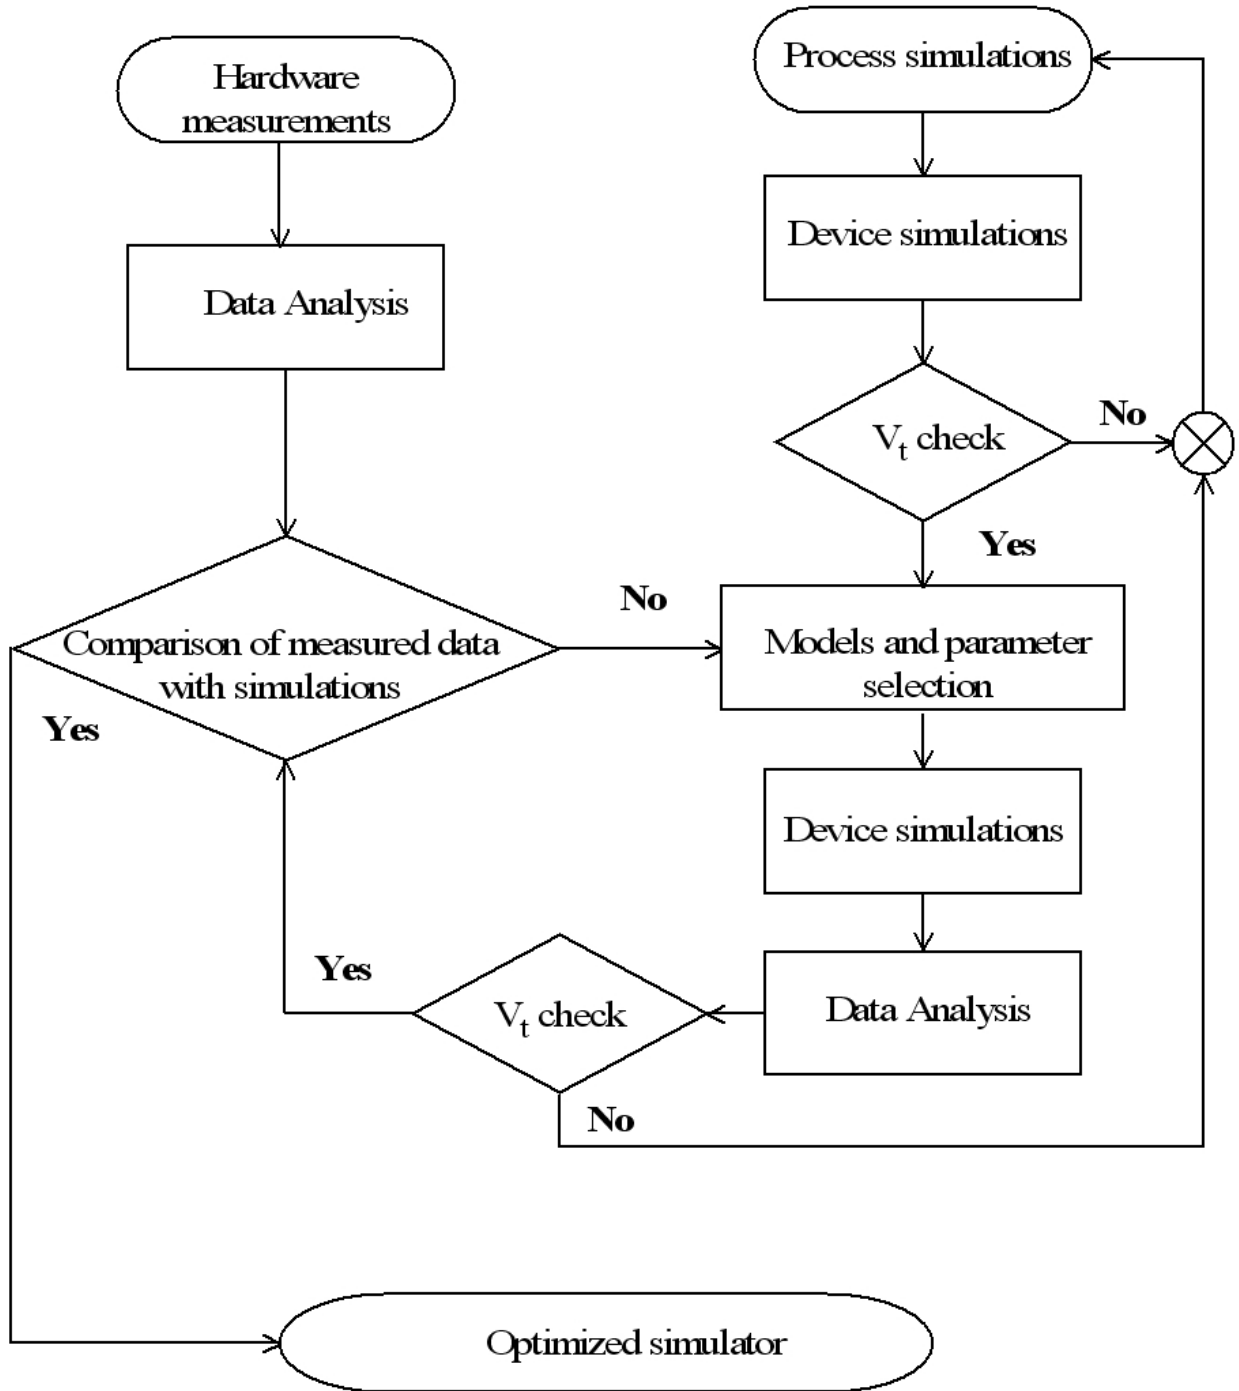 Hardware
measurements
Data Analysis
Comparison of measured data
with simulations
Yes
No
Process simulations
Device simulations
Vt check
No
Yes
Models and parameter
selection
Device simulations
Data Analysis
Vt check
Yes
No
Optimized simulator